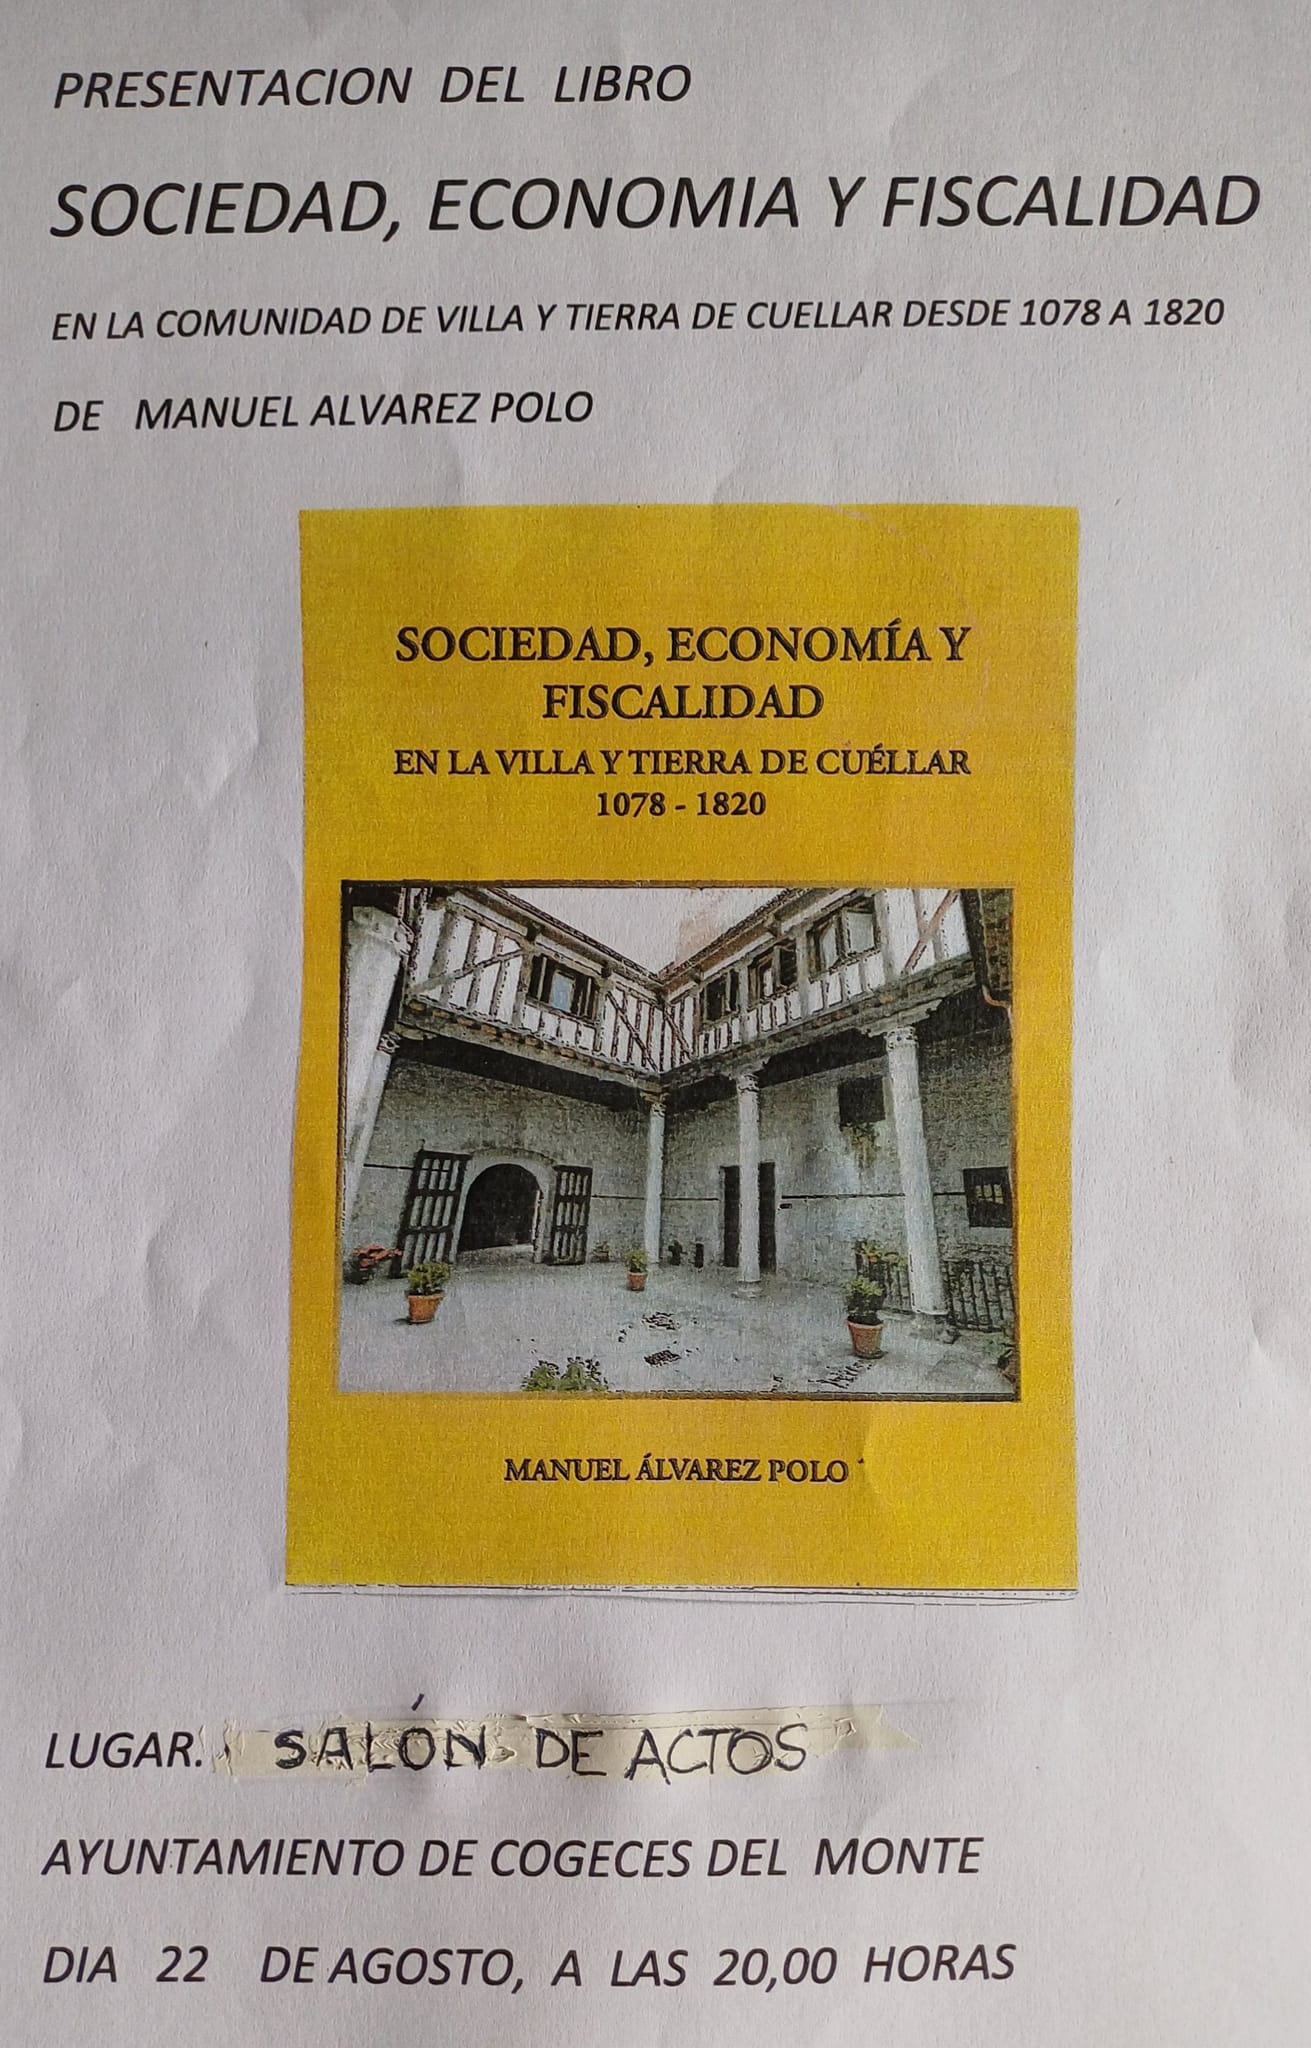 PRESENTACION DEL LIBRO
SOCIEDAD, ECONOMIA Y FISCALIDAD
EN LA COMUNIDAD DE VILLA Y TIERRA DE CUELLAR DESDE 1078 A 1820
DE MANUEL ALVAREZ POLO
SOCIEDAD, ECONOMÍA Y
FISCALIDAD
EN LA VILLA Y TIERRA DE CUÉLLAR
1078 - 1820
MANUEL ÁLVAREZ POLO
LUGAR. SALÓN DE ACTOS
AYUNTAMIENTO DE COGECES DEL MONTE
DIA 22 DE AGOSTO, A LAS 20,00 HORAS